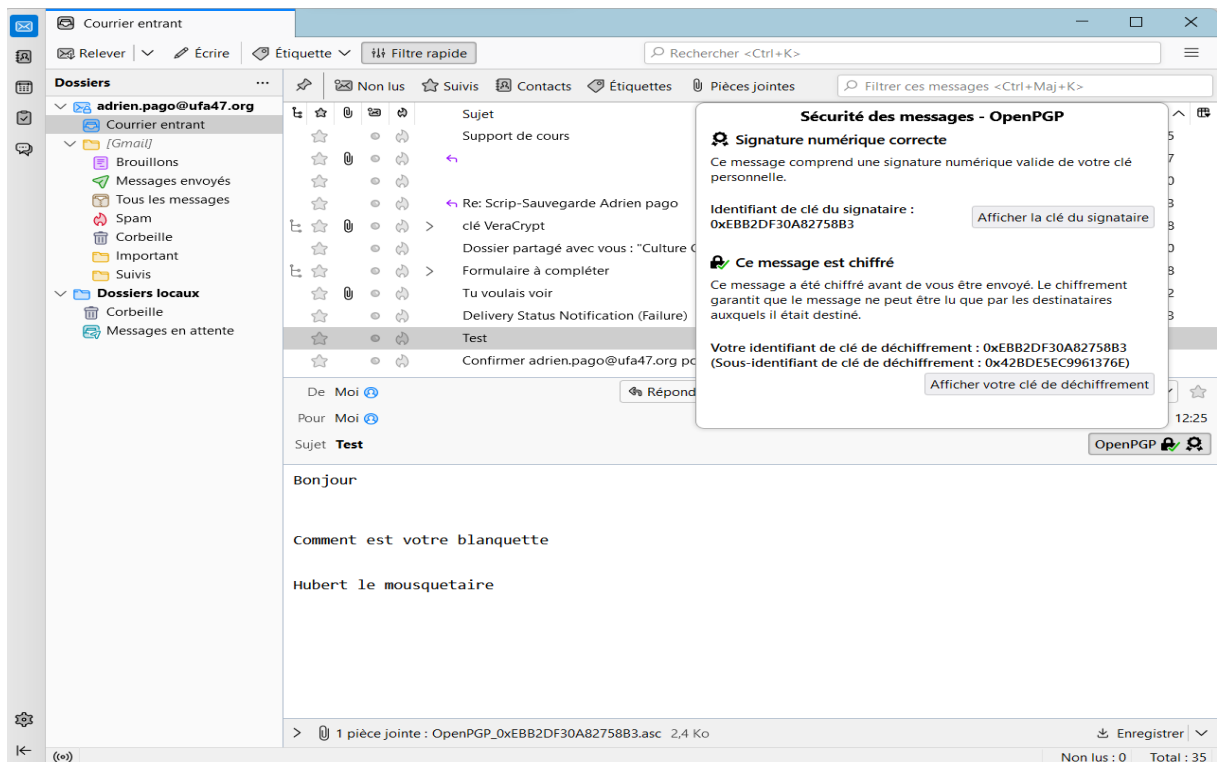 Courrier entrant
Relever
Écrire
Étiquette
Filtre rapide
Rechercher <Ctrl+K>
Dossiers
Non lus
Suivis
Contacts
Étiquettes
Pièces jointes
Filtrer ces messages <Ctrl+Maj+K>
adrien.pago@ufa47.org
Courrier entrant
[Gmail]
Brouillons
Messages envoyés
Tous les messages
Spam
Corbeille
Important
Suivis
Dossiers locaux
Corbeille
Messages en attente
Sujet
Support de cours
Re: Scrip-Sauvegarde Adrien pago
clé VeraCrypt
Dossier partagé avec vous : "Culture
Formulaire à compléter
Tu voulais voir
Delivery Status Notification (Failure)
Test
Confirmer adrien.pago@ufa47.org
Sécurité des messages - OpenPGP
Signature numérique correcte
Ce message comprend une signature numérique valide de votre clé
personnelle.
Identifiant de clé du signataire :
0xEBB2DF30A82758B3
Afficher la clé du signataire
Ce message est chiffré
Ce message a été chiffré avant de vous être envoyé. Le chiffrement
garantit que le message ne peut être lu que par les destinataires
auxquels il était destiné.
Votre identifiant de clé de déchiffrement : 0xEBB2DF30A82758B3
(Sous-identifiant de clé de déchiffrement : 0x42BDE5EC9961376E)
Afficher votre clé de déchiffrement
De Moi
Répond
Pour Moi
12:25
Sujet Test
OpenPGP
Bonjour
Comment est votre blanquette
Hubert le mousquetaire
1 pièce jointe : OpenPGP_0xEBB2DF30A82758B3.asc 2,4 Ko
Enregistrer
Non lus : 0 Total : 35